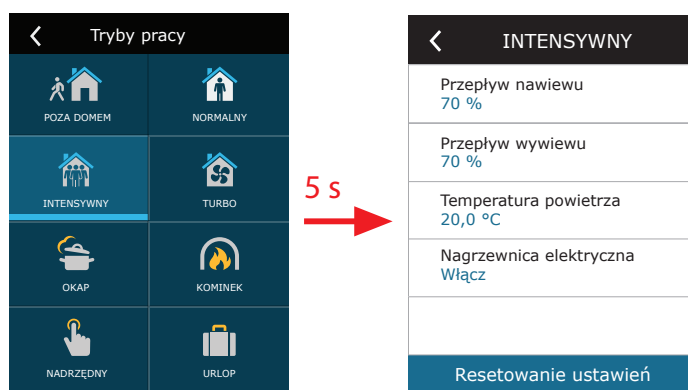 Tryby pracy
POZA DOMEM
NORMALNY
INTENSYWNY
TURBO
OKAP
KOMINEK
NADRZĘDNY
URLOP
5 s
INTENSYWNY
Przepływ nawiewu
70 %
Przepływ wywiewu
70 %
Temperatura powietrza
20,0 °C
Nagrzewnica elektryczna
Włącz
Resetowanie ustawień